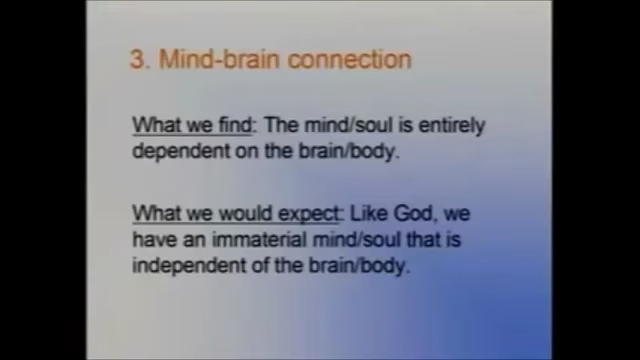 3. Mind-brain connection
What we find: The mind/soul is entirely
dependent on the brain/body.
What we would expect: Like God, we
have an immaterial mind/soul that is
independent of the brain/body.